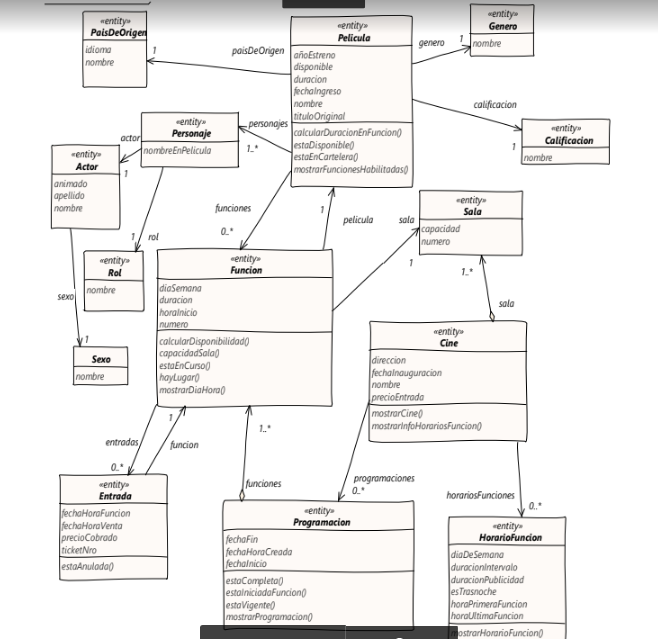 «entity»
PaisDeOrigen
idioma
nombre
1
paisDeOrigen
«entity»
Pelicula
añoEstreno
disponible
duracion
fechaIngreso
nombre
tituloOriginal
calcularDuracionEnFuncion()
estaDisponible()
estaEnCartelera()
mostrarFuncionesHabilitadas()
genero
1
«entity»
Genero
nombre
calificacion
1
«entity»
Calificacion
nombre
personajes
1..*
«entity»
Personaje
nombreEnPelicula
actor
1
«entity»
Actor
animado
apellido
nombre
1
rol
«entity»
Rol
nombre
sexo
1
«entity»
Sexo
nombre
funciones
0..*
1
pelicula
sala
1
«entity»
Sala
capacidad
numero
1..*
sala
«entity»
Funcion
diaSemana
duracion
horaInicio
numero
calcularDisponibilidad()
capacidadSala()
estaEnCurso()
hayLugar()
mostrarDiaHora()
«entity»
Cine
direccion
fechaInauguracion
nombre
precioEntrada
mostrarCine()
mostrarInfoHorariosFuncion()
entradas
0..*
1
funcion
1..*
funciones
programaciones
0..*
horariosFunciones
0..*
«entity»
Entrada
fechaHoraFuncion
fechaHoraVenta
precioCobrado
ticketNro
estaAnulada()
«entity»
Programacion
fechaFin
fechaHoraCreada
fechaInicio
estaCompleta()
estaIniciadaFuncion()
estaVigente()
mostrarProgramacion()
«entity»
HorarioFuncion
diaDeSemana
duracionIntervalo
duracionPublicidad
esTrasnoche
horaPrimeraFuncion
horaUltimaFuncion
mostrarHorarioFuncion()